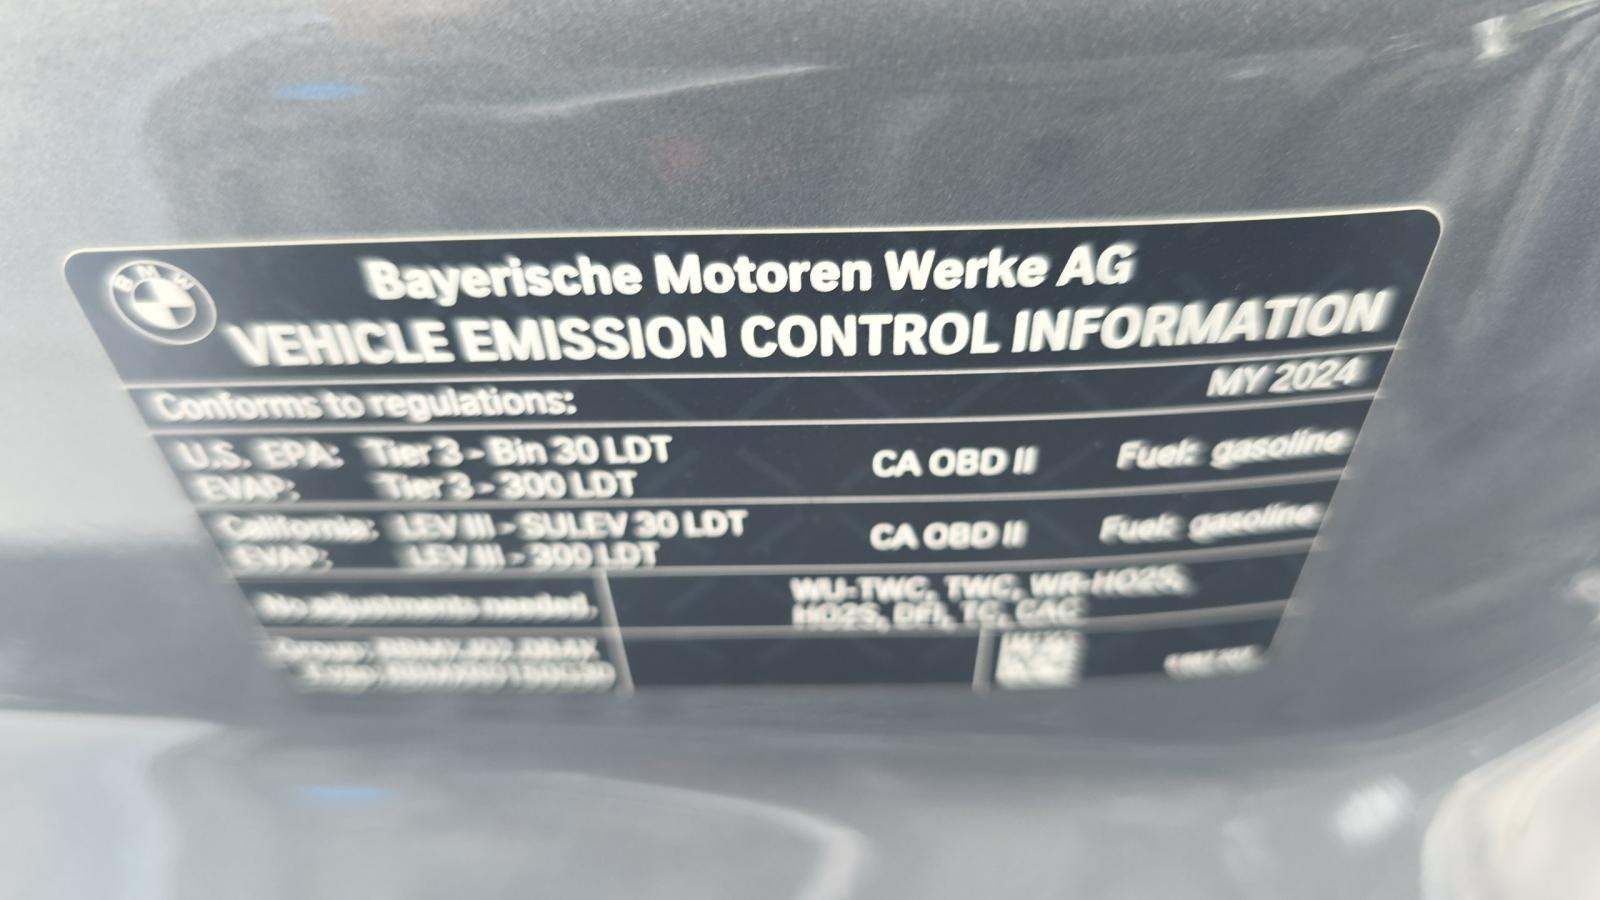 BMW
Bayerische Motoren Werke AG
VEHICLE EMISSION CONTROL INFORMATION
MY 2024
Conforms to regulations:
U.S. EPA: Tier 3 - Bin 30 LDT CA OBD II Fuel: gasoline
EVAP: Tier 3 - 300 LDT
California: LEV III - SULEV 30 LDT CA OBD II Fuel: gasoline
EVAP: LEV III - 300 LDT
No adjustments needed. WU-TWC, TWC, WR-HO2S,
HO2S, DFI, TC, CAC
Group:
Evap: